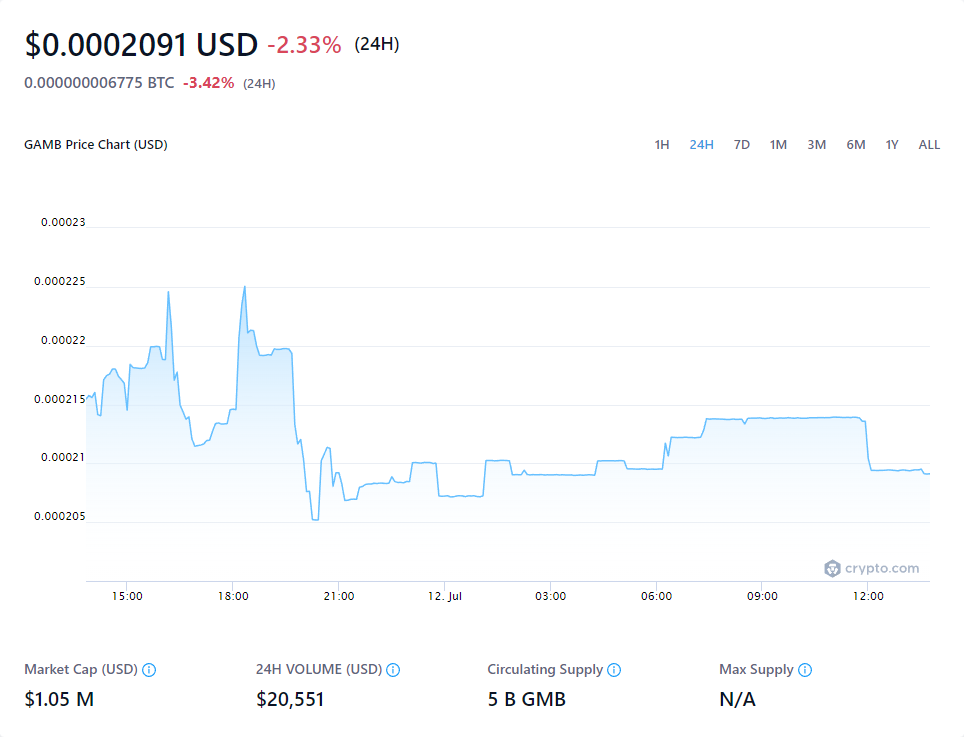 $0.0002091 USD -2.33% (24H)
0.000000006775 BTC -3.42% (24H)
GAMB Price Chart (USD)
1H 24H 7D 1M 3M 6M 1Y ALL
0.00023
0.000225
0.00022
0.000215
0.00021
0.000205
crypto.com
15:00 18:00 21:00 12. Jul 03:00 06:00 09:00 12:00
Market Cap (USD) 24H VOLUME (USD) Circulating Supply Max Supply
$1.05 M $20,551 5 B GMB N/A